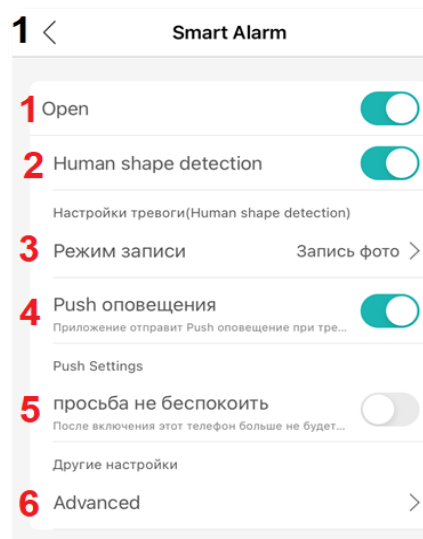 1 < Smart Alarm
1 Open
2 Human shape detection
Настройки тревоги(Human shape detection)
3 Режим записи Запись фото >
4 Push оповещения
Приложение отправит Push оповещение при тре...
Push Settings
5 просьба не беспокоить
После включения этот телефон больше не будет...
Другие настройки
6 Advanced >